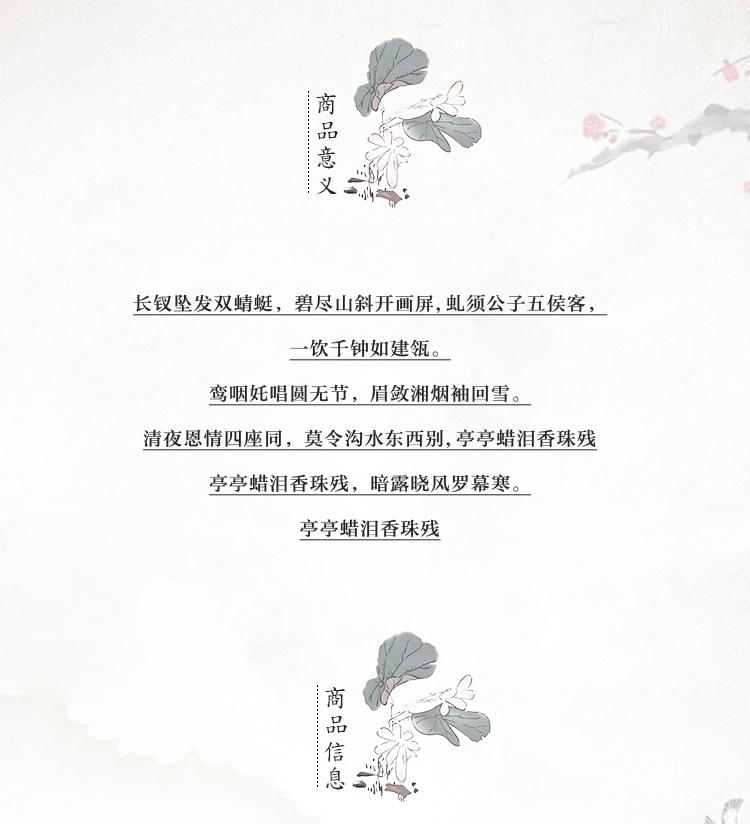 商品意义
长钗坠发双蜻蜓，碧尽山斜开画屏，虬须公子五侯客，
一饮千钟如建瓴。
鸾咽姹唱圆无节，眉敛湘烟袖回雪。
清夜恩情四座同，莫令沟水东西别，亭亭蜡泪香珠残
亭亭蜡泪香珠残，暗露晓风罗幕寒。
亭亭蜡泪香珠残
商品信息